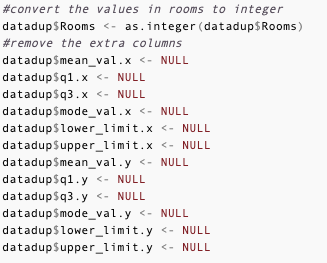 #convert the values in rooms to integer
datadup$Rooms <- as.integer(datadup$Rooms)
#remove the extra columns
datadup$mean_val.x <- NULL
datadup$q1.x <- NULL
datadup$q3.x <- NULL
datadup$mode_val.x <- NULL
datadup$lower_limit.x <- NULL
datadup$upper_limit.x <- NULL
datadup$mean_val.y <- NULL
datadup$q1.y <- NULL
datadup$q3.y <- NULL
datadup$mode_val.y <- NULL
datadup$lower_limit.y <- NULL
datadup$upper_limit.y <- NULL